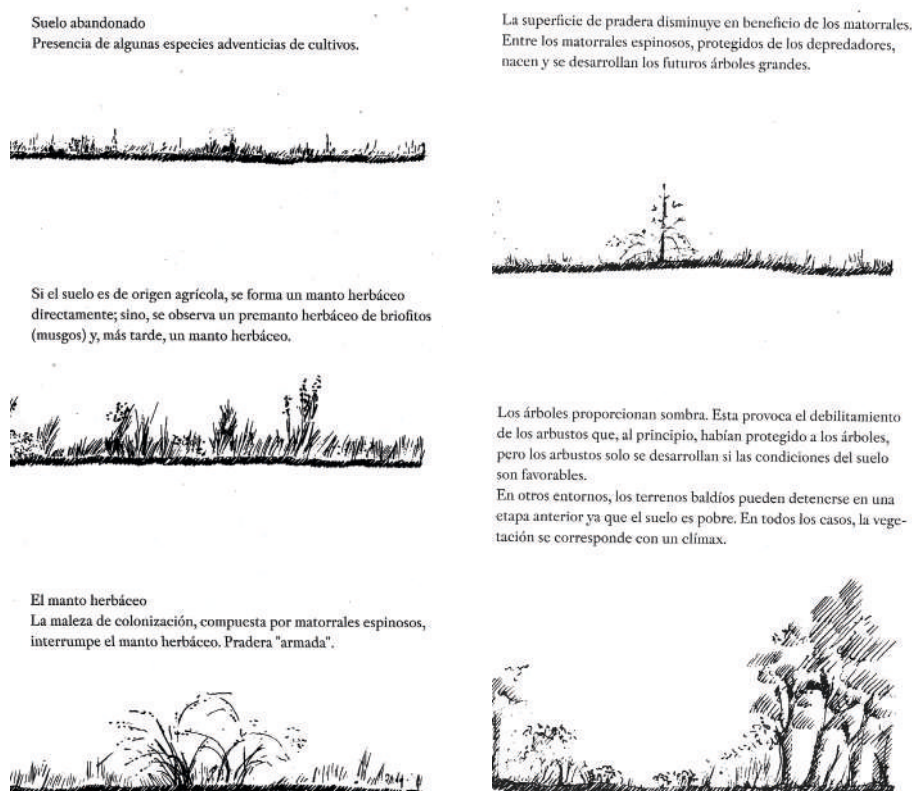 Suelo abandonado
Presencia de algunas especies adventicias de cultivos.
Si el suelo es de origen agrícola, se forma un manto herbáceo
directamente; sino, se observa un premanto herbáceo de briofitos
(musgos) y, más tarde, un manto herbáceo.
El manto herbáceo
La maleza de colonización, compuesta por matorrales espinosos,
interrumpe el manto herbáceo. Pradera "armada".
La superficie de pradera disminuye en beneficio de los matorrales.
Entre los matorrales espinosos, protegidos de los depredadores,
nacen y se desarrollan los futuros árboles grandes.
Los árboles proporcionan sombra. Esta provoca el debilitamiento
de los arbustos que, al principio, habían protegido a los árboles,
pero los arbustos solo se desarrollan si las condiciones del suelo
son favorables.
En otros entornos, los terrenos baldíos pueden detenerse en una
etapa anterior ya que el suelo es pobre. En todos los casos, la vege-
tación se corresponde con un clímax.